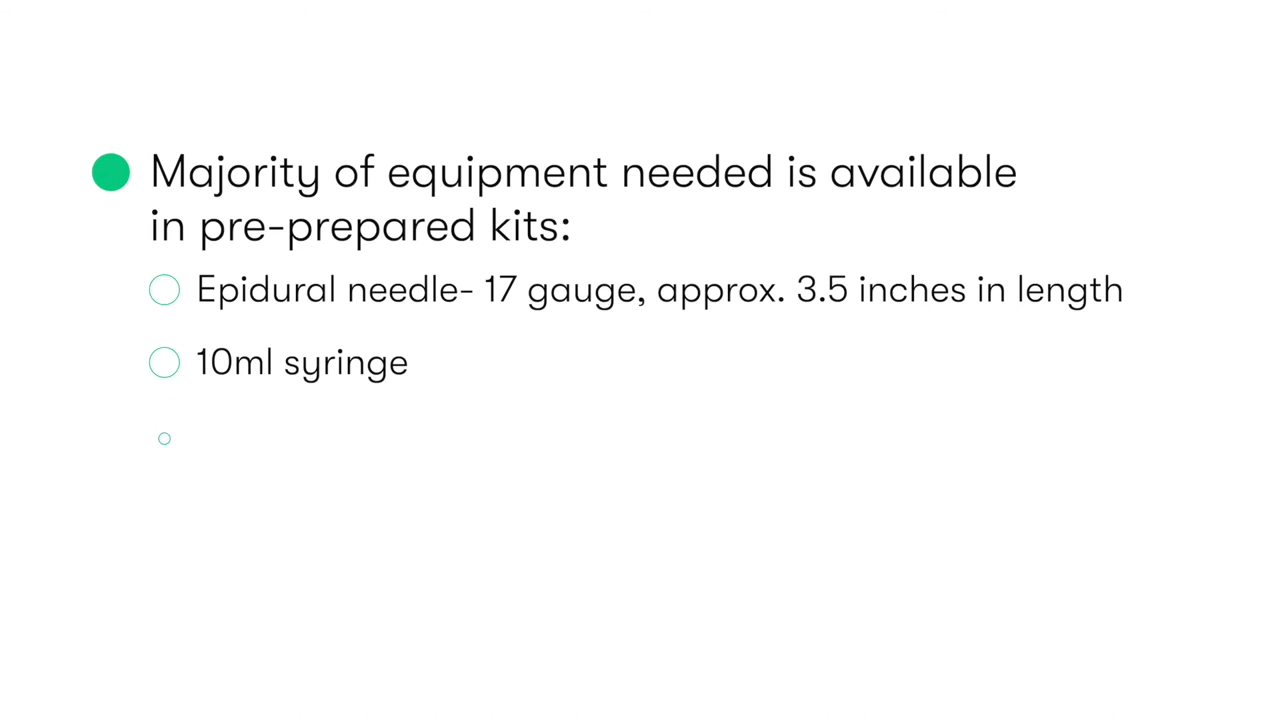 Majority of equipment needed is available
in pre-prepared kits:
Epidural needle- 17 gauge, approx. 3.5 inches in length
10ml syringe